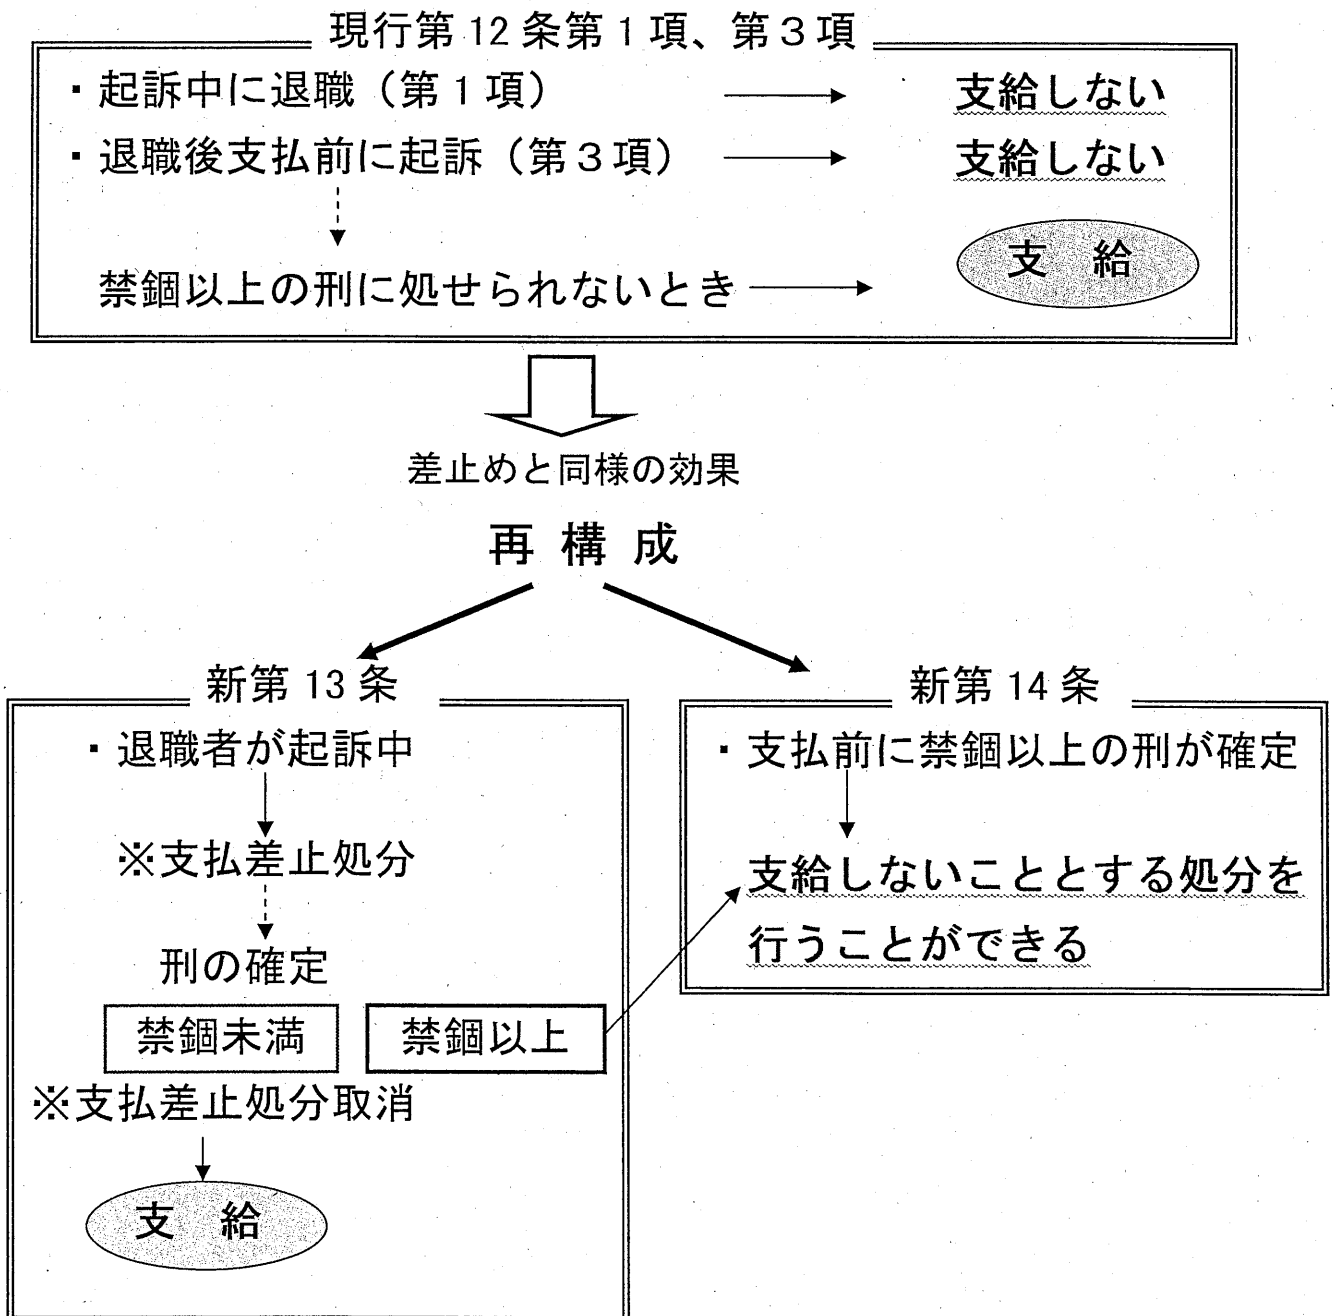 現行第12条第1項、第3項
・起訴中に退職（第1項） 支給しない
・退職後支払前に起訴（第3項） 支給しない
禁錮以上の刑に処せられないとき 支 給
差止めと同様の効果
再 構 成
新第13条
・退職者が起訴中
※支払差止処分
刑の確定
禁錮未満 禁錮以上
※支払差止処分取消
支 給
新第14条
・支払前に禁錮以上の刑が確定
支給しないこととする処分を
行うことができる